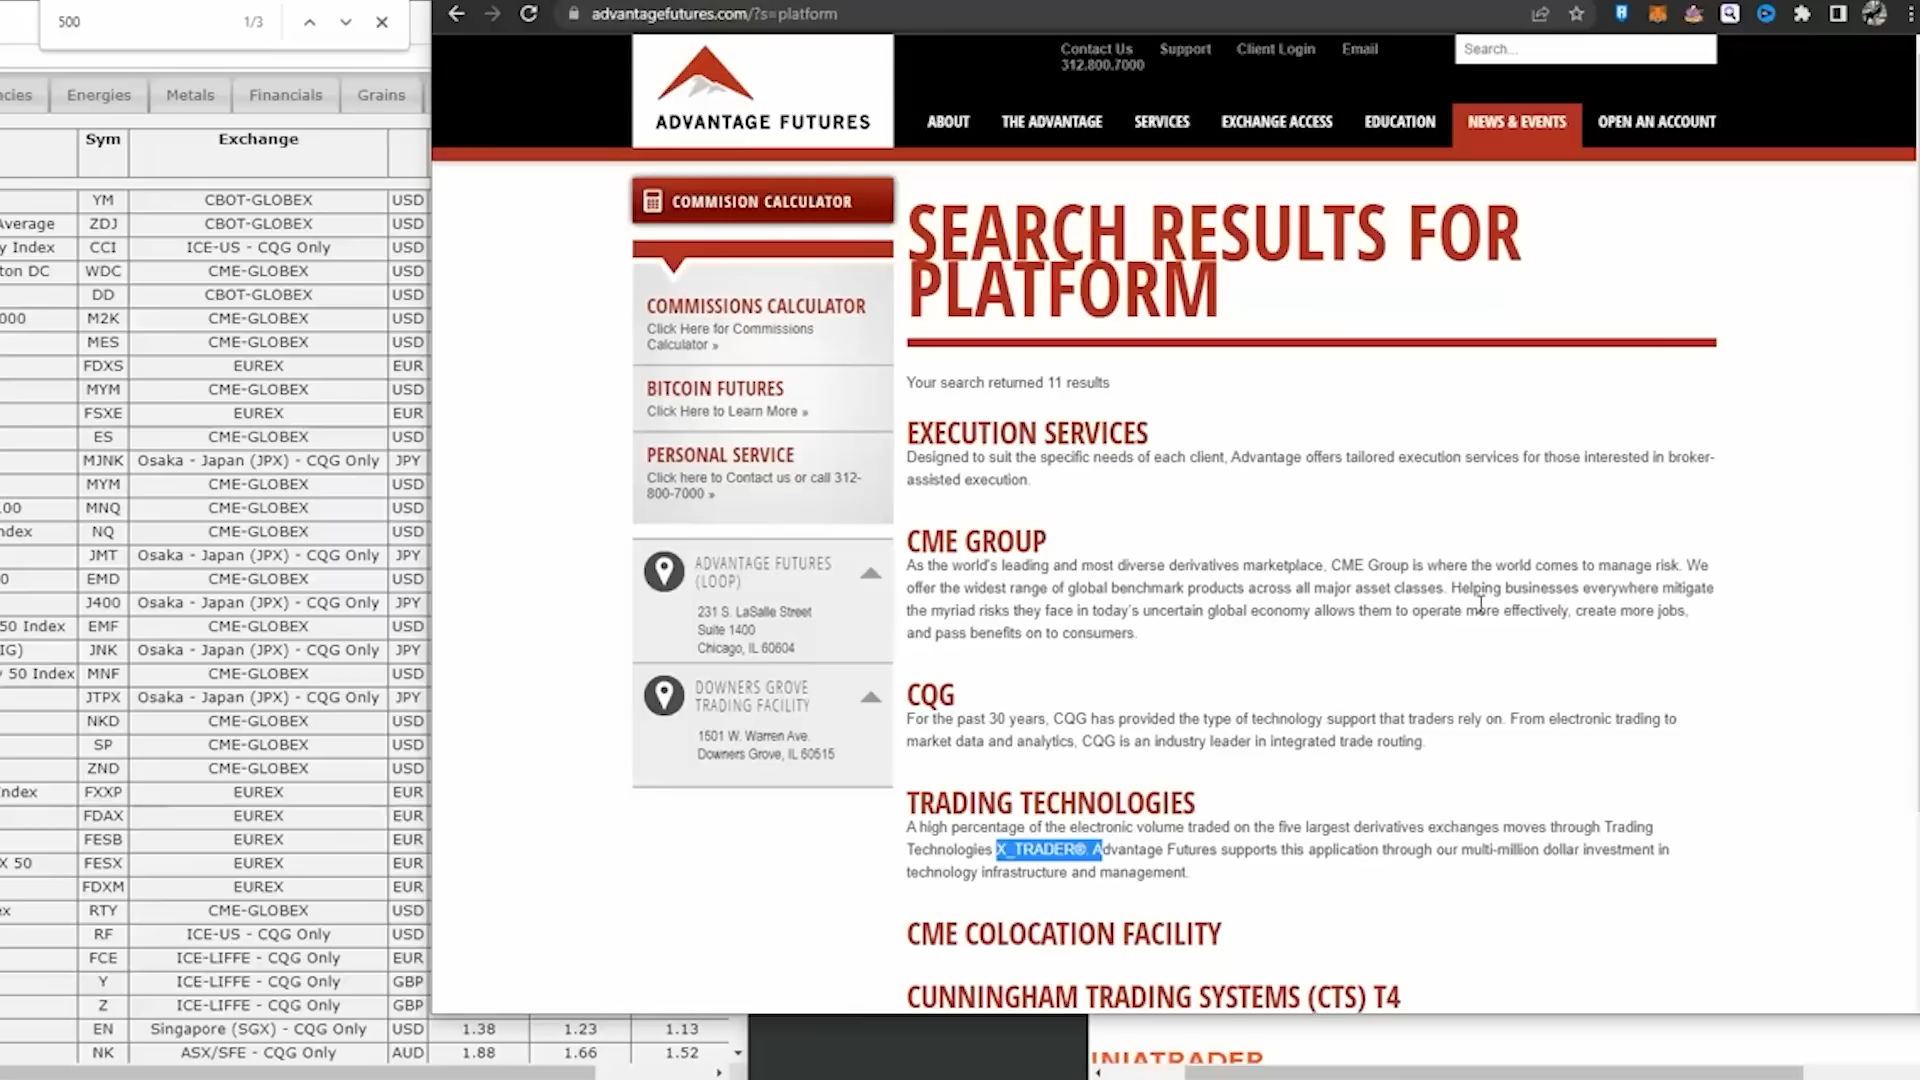 500
1/3
advantagefutures.com/?s=platform
ncies
Energies
Metals
Financials
Grains
Sym
Exchange
YM CBOT-GLOBEX USD
Average ZDJ CBOT-GLOBEX USD
y Index CCI ICE-US - CQG Only USD
ton DC WDC CME-GLOBEX USD
DD CBOT-GLOBEX USD
000 M2K CME-GLOBEX USD
MES CME-GLOBEX USD
FDXS EUREX EUR
MYM CME-GLOBEX USD
FSXE EUREX EUR
ES CME-GLOBEX USD
MJNK Osaka - Japan (JPX) - CQG Only JPY
MYM CME-GLOBEX USD
100 MNQ CME-GLOBEX USD
ndex NQ CME-GLOBEX USD
JMT Osaka - Japan (JPX) - CQG Only JPY
0 EMD CME-GLOBEX USD
J400 Osaka - Japan (JPX) - CQG Only JPY
50 Index EMF CME-GLOBEX USD
IG) JNK Osaka - Japan (JPX) - CQG Only JPY
y 50 Index MNF CME-GLOBEX USD
JTPX Osaka - Japan (JPX) - CQG Only JPY
NKD CME-GLOBEX USD
SP CME-GLOBEX USD
ZND CME-GLOBEX USD
ndex FXXP EUREX EUR
FDAX EUREX EUR
FESB EUREX EUR
X 50 FESX EUREX EUR
FDXM EUREX EUR
ex RTY CME-GLOBEX USD
RF ICE-US - CQG Only USD
FCE ICE-LIFFE - CQG Only EUR
Y ICE-LIFFE - CQG Only GBP
Z ICE-LIFFE - CQG Only GBP
EN Singapore (SGX) - CQG Only USD 1.38 1.23 1.13
NK ASX/SFE - CQG Only AUD 1.88 1.66 1.52
ADVANTAGE FUTURES
Contact Us Support Client Login Email
312.800.7000
Search...
ABOUT THE ADVANTAGE SERVICES EXCHANGE ACCESS EDUCATION NEWS & EVENTS OPEN AN ACCOUNT
COMMISION CALCULATOR
COMMISSIONS CALCULATOR
Click Here for Commissions
Calculator »
BITCOIN FUTURES
Click Here to Learn More »
PERSONAL SERVICE
Click here to Contact us or call 312-
800-7000 »
ADVANTAGE FUTURES
(LOOP)
231 S. LaSalle Street
Suite 1400
Chicago, IL 60604
DOWNERS GROVE
TRADING FACILITY
1501 W. Warren Ave.
Downers Grove, IL 60515
SEARCH RESULTS FOR
PLATFORM
Your search returned 11 results
EXECUTION SERVICES
Designed to suit the specific needs of each client, Advantage offers tailored execution services for those interested in broker-
assisted execution.
CME GROUP
As the world's leading and most diverse derivatives marketplace, CME Group is where the world comes to manage risk. We
offer the widest range of global benchmark products across all major asset classes. Helping businesses everywhere mitigate
the myriad risks they face in today's uncertain global economy allows them to operate more effectively, create more jobs,
and pass benefits on to consumers.
CQG
For the past 30 years, CQG has provided the type of technology support that traders rely on. From electronic trading to
market data and analytics, CQG is an industry leader in integrated trade routing.
TRADING TECHNOLOGIES
A high percentage of the electronic volume traded on the five largest derivatives exchanges moves through Trading
Technologies X_TRADER®. Advantage Futures supports this application through our multi-million dollar investment in
technology infrastructure and management.
CME COLOCATION FACILITY
CUNNINGHAM TRADING SYSTEMS (CTS) T4